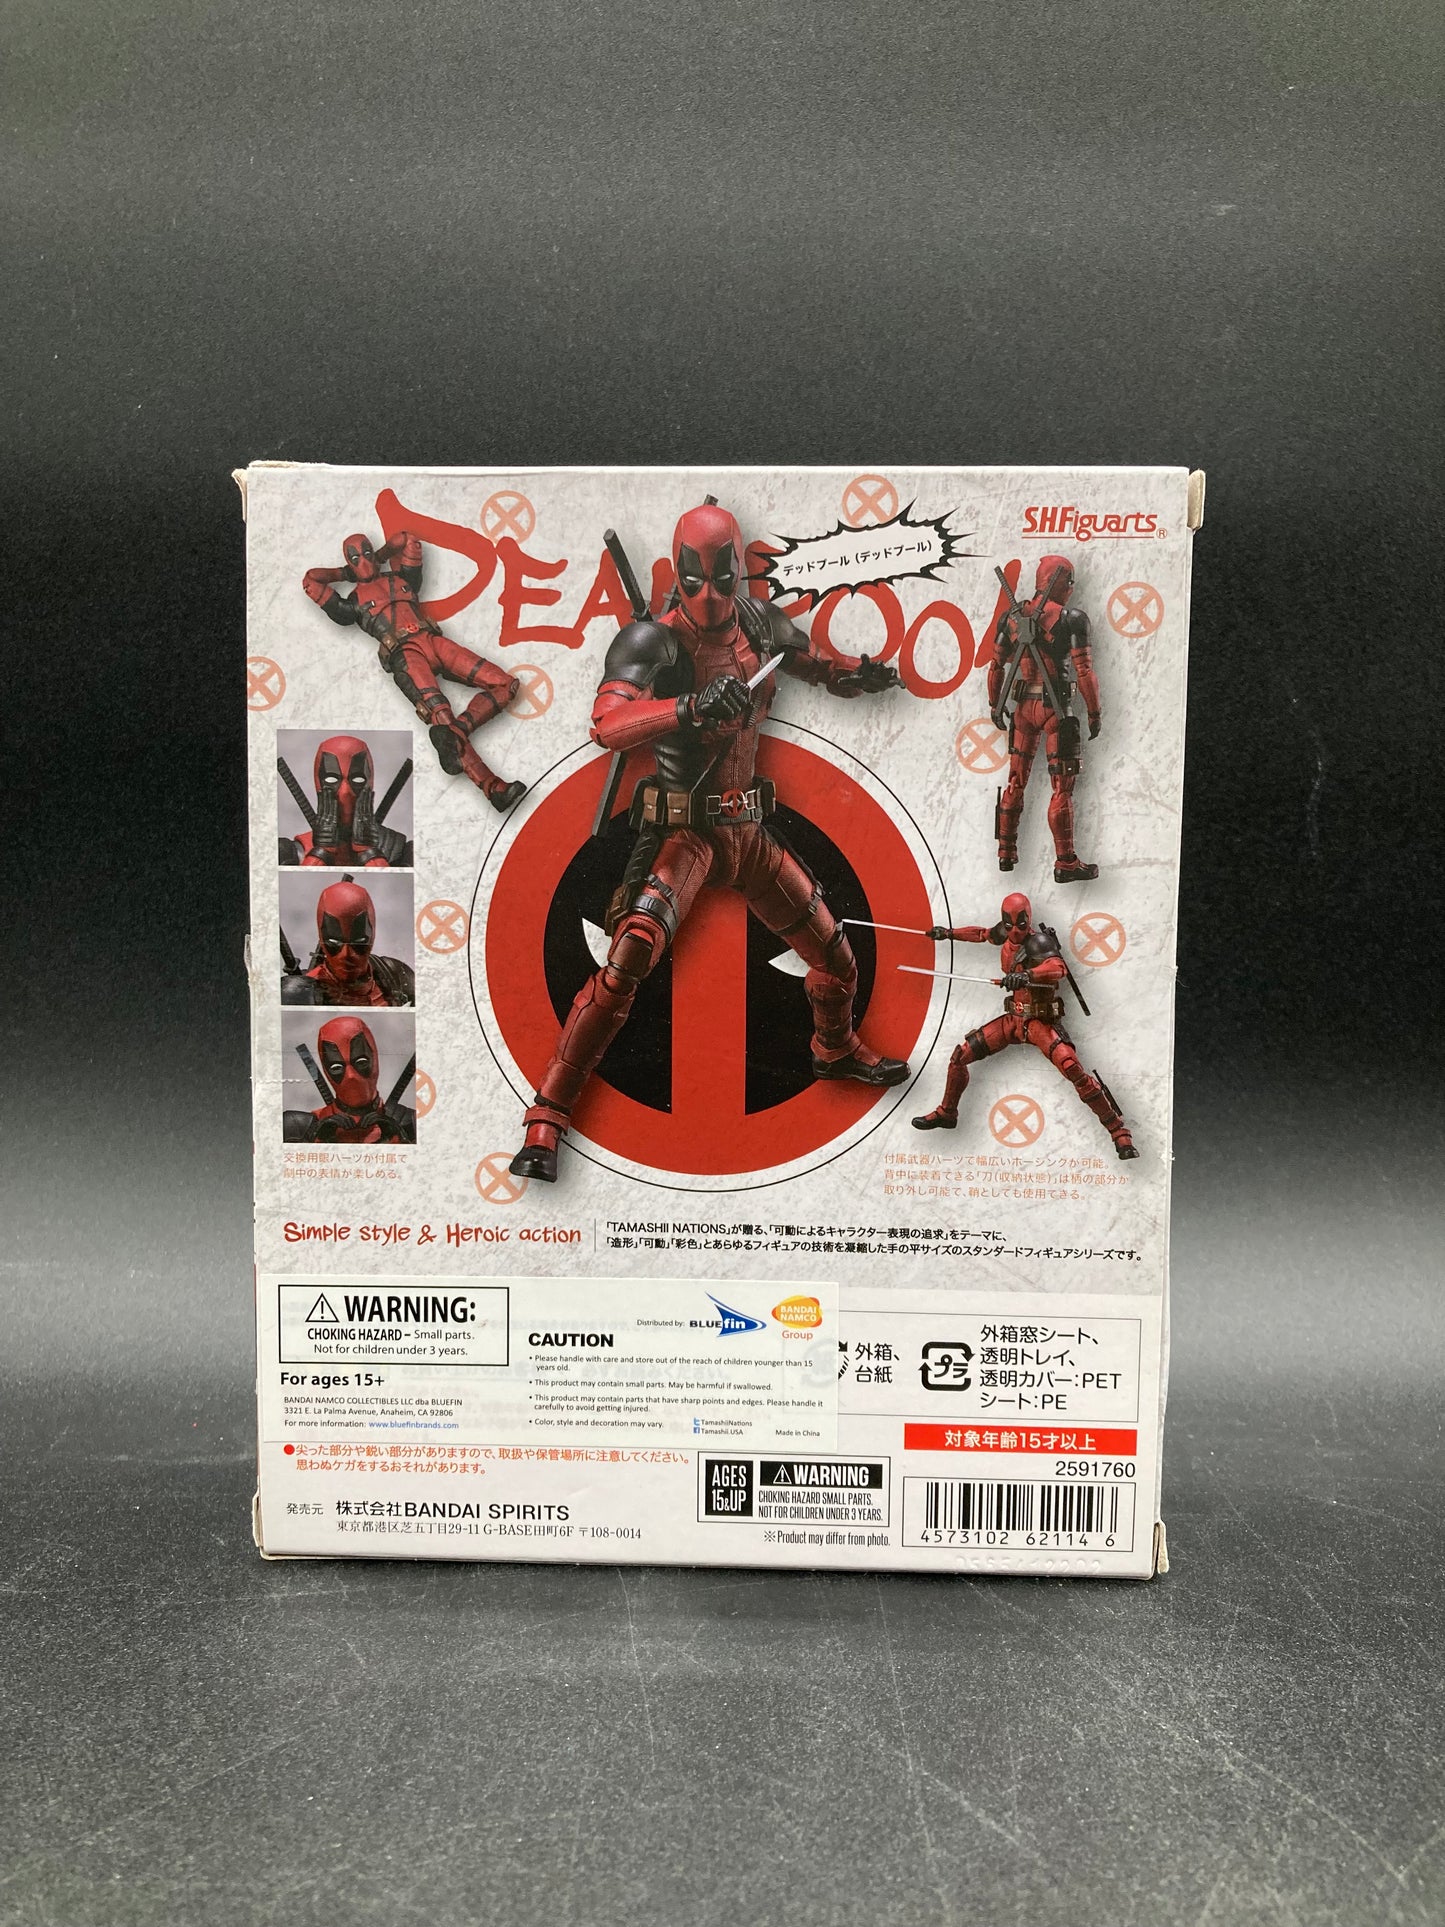 DEADPOOL
デッドプール (デッドプール)
S.H.Figuarts®
交換用眼パーツが付属で
劇中の表情が楽しめる。
付属武器パーツで幅広いポージングが可能。
背中に装着できる「刀(収納状態)」は柄の部分が
取り外し可能で、鞘としても使用できる。
Simple style & Heroic action
「TAMASHII NATIONS」が贈る、「可動によるキャラクター表現の追求」をテーマに、
「造形」「可動」「彩色」とあらゆるフィギュアの技術を凝縮した手の平サイズのスタンダードフィギュアシリーズです。
WARNING:
CHOKING HAZARD – Small parts.
Not for children under 3 years.
For ages 15+
BANDAI NAMCO COLLECTIBLES LLC dba BLUEFIN
3321 E. La Palma Avenue, Anaheim, CA 92806
For more information: www.bluefinbrands.com
Distributed by: BLUEfin
BANDAI
NAMCO
Group
CAUTION
• Please handle with care and store out of the reach of children younger than 15
years old.
• This product may contain small parts. May be harmful if swallowed.
• This product may contain parts that have sharp points and edges. Please handle it
carefully to avoid getting injured.
• Color, style and decoration may vary.
TamashiiNations
Tamashii.USA
Made in China
外箱、
台紙
プラ
外箱窓シート、
透明トレイ、
透明カバー:PET
シート:PE
対象年齢15才以上
2591760
●尖った部分や鋭い部分がありますので、取扱や保管場所に注意してください。
思わぬケガをするおそれがあります。
発売元 株式会社BANDAI SPIRITS
東京都港区芝五丁目29-11 G-BASE田町6F 〒108-0014
AGES
15&UP
WARNING
CHOKING HAZARD SMALL PARTS.
NOT FOR CHILDREN UNDER 3 YEARS.
※Product may differ from photo.
4573102 62114 6